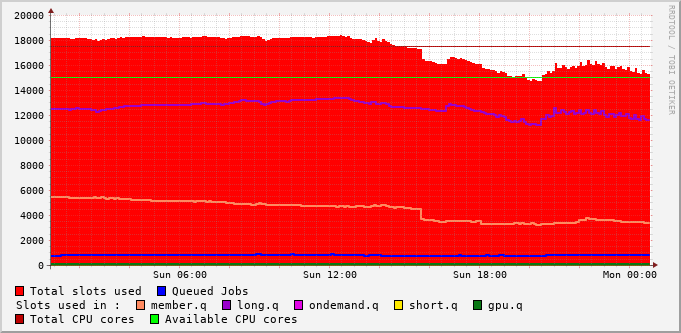 20000
18000
16000
14000
12000
10000
8000
6000
4000
2000
0
Sun 06:00 Sun 12:00 Sun 18:00 Mon 00:00
RRDTOOL / TOBI OETIKER
Total slots used Queued Jobs
Slots used in : member.q long.q ondemand.q short.q gpu.q
Total CPU cores Available CPU cores